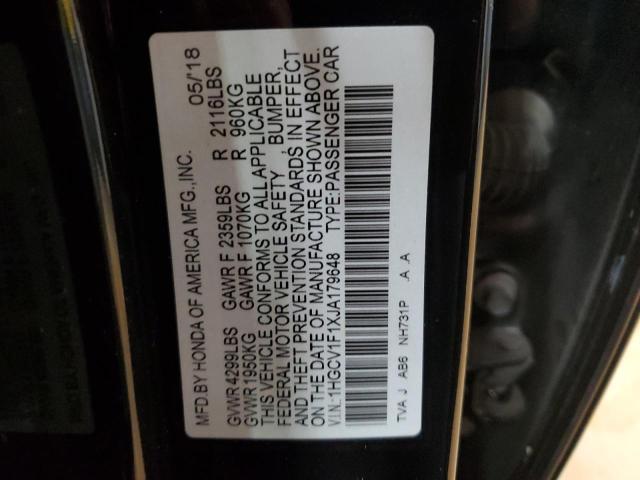 MFD.BY HONDA OF AMERICA MFG.,INC. 05/'18
GVWR 4299LBS GAWR F 2359LBS R 2116LBS
GVWR 1950KG GAWR F 1070KG R 960KG
THIS VEHICLE CONFORMS TO ALL APPLICABLE
FEDERAL MOTOR VEHICLE SAFETY , BUMPER,
AND THEFT PREVENTION STANDARDS IN EFFECT
ON THE DATE OF MANUFACTURE SHOWN ABOVE.
V.I.N.:1HGCV1F1XJA179648 TYPE:PASSENGER CAR
TVA J AB6 NH731P .A .A